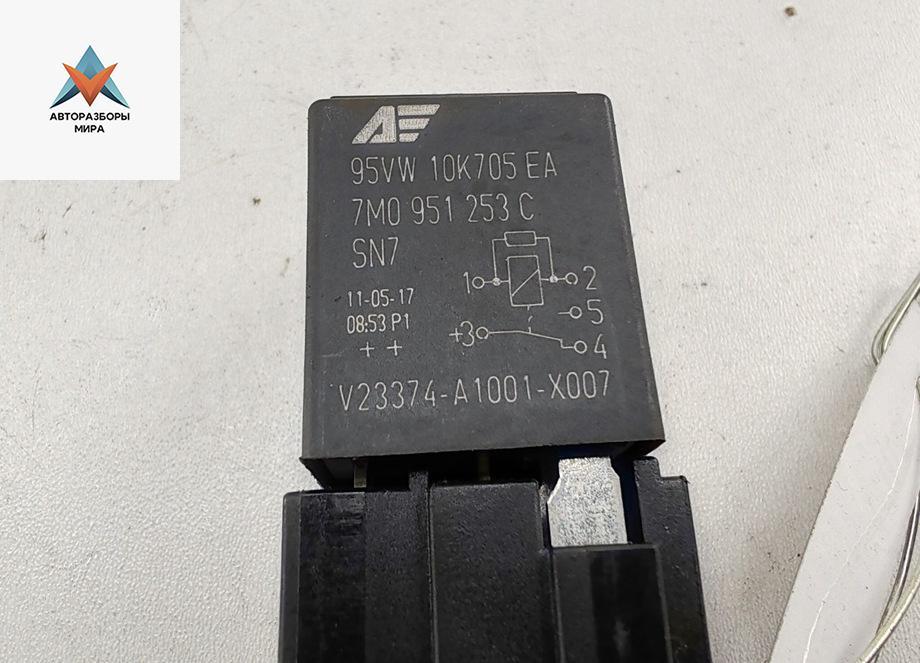 АВТОРАЗБОРЫ
МИРА
AE
95VW 10K705 EA
7M0 951 253 C
SN7
1 2
5
11-05-17
08:53 P1
+3
4
+ +
V23374-A1001-X007